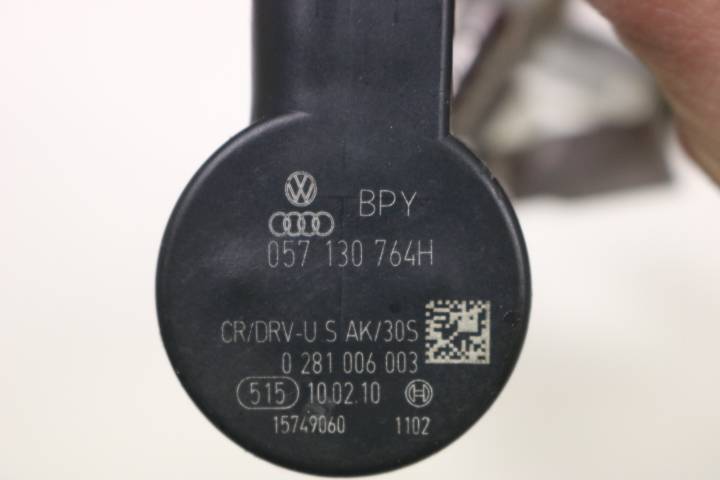 BPY
057 130 764H
CR/DRV-U S AK/30S
0 281 006 003
515 10.02.10
15749060 1102